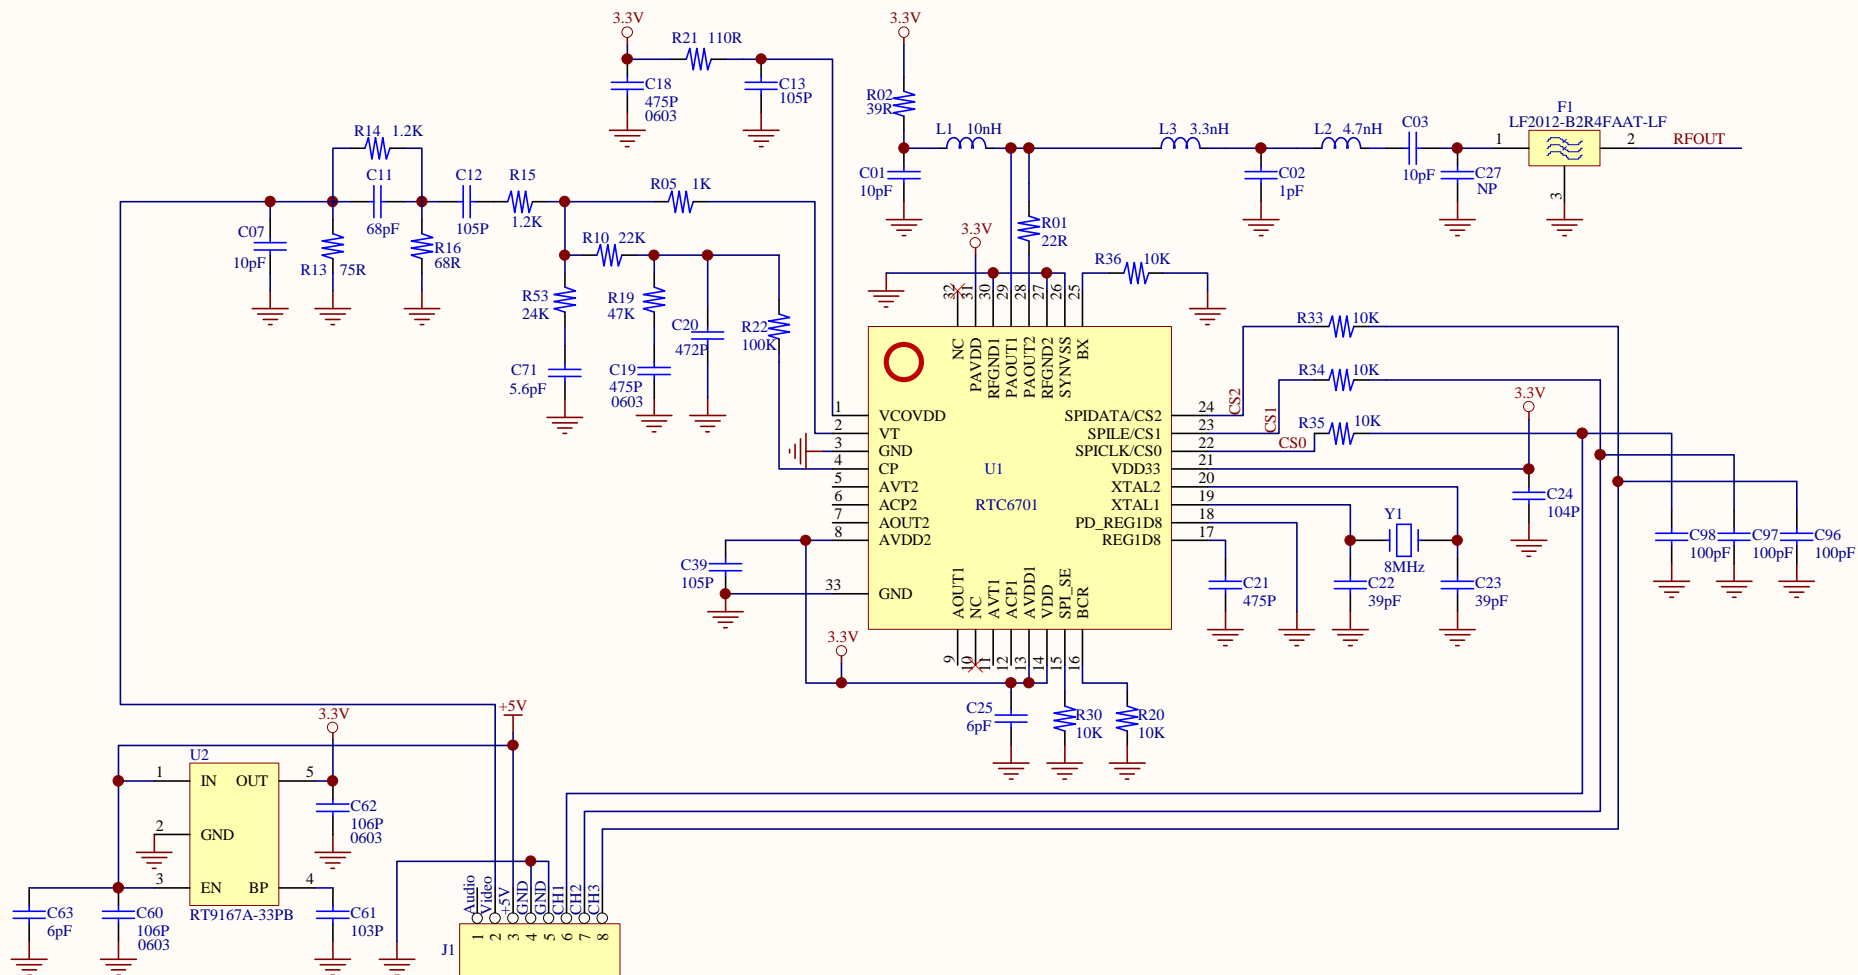 3.3V
R21 110R
C18
475P
0603
C13
105P
3.3V
R02
39R
L1 10nH
C01
10pF
L3 3.3nH
C02
1pF
L2 4.7nH
C03
10pF
C27
NP
1
F1
LF2012-B2R4FAAT-LF
2
3
RFOUT
R14 1.2K
C11
68pF
C12
105P
R15
1.2K
R05 1K
C07
10pF
R13 75R
R16
68R
R10 22K
R53
24K
R19
47K
C20
472P
R22
100K
C71
5.6pF
C19
475P
0603
3.3V
R01
22R
R36 10K
32
31
30
29
28
27
26
25
NC
PAVDD
RFGND1
PAOUT1
PAOUT2
RFGND2
SYNVSS
BX
1 VCOVDD
2 VT
3 GND
4 CP
5 AVT2
6 ACP2
7 AOUT2
8 AVDD2
33 GND
U1
RTC6701
SPIDATA/CS2 24
SPILE/CS1 23
SPICLK/CS0 22
VDD33 21
XTAL2 20
XTAL1 19
PD_REG1D8 18
REG1D8 17
AOUT1
NC
AVT1
ACP1
AVDD1
VDD
SPI_SE
BCR
9
10
11
12
13
14
15
16
CS2
CS1
CS0
R33 10K
R34 10K
R35 10K
3.3V
C24
104P
Y1
8MHz
C98
100pF
C97
100pF
C96
100pF
C21
475P
C22
39pF
C23
39pF
C39
105P
3.3V
C25
6pF
R30
10K
R20
10K
+5V
3.3V
U2
1 IN
OUT 5
2 GND
3 EN
BP 4
RT9167A-33PB
C62
106P
0603
C63
6pF
C60
106P
0603
C61
103P
Audio
Video
+5V
GND
GND
CH1
CH2
CH3
J1
1
2
3
4
5
6
7
8